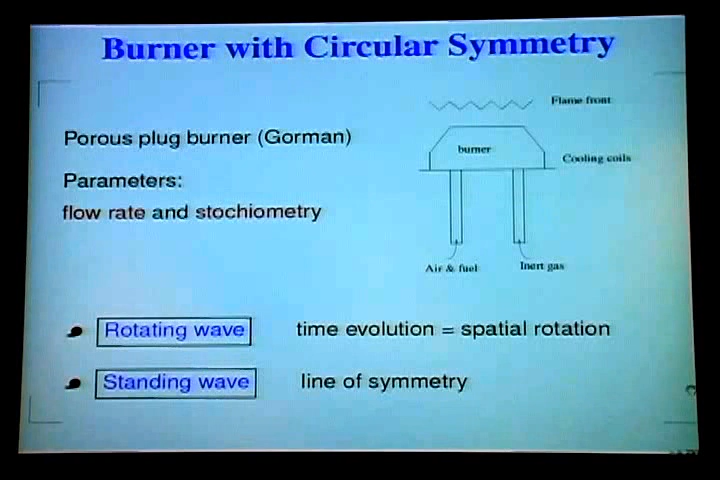 Burner with Circular Symmetry
Flame front
Porous plug burner (Gorman)
burner
Cooling coils
Parameters:
flow rate and stochiometry
Air & fuel
Inert gas
Rotating wave
time evolution = spatial rotation
Standing wave
line of symmetry